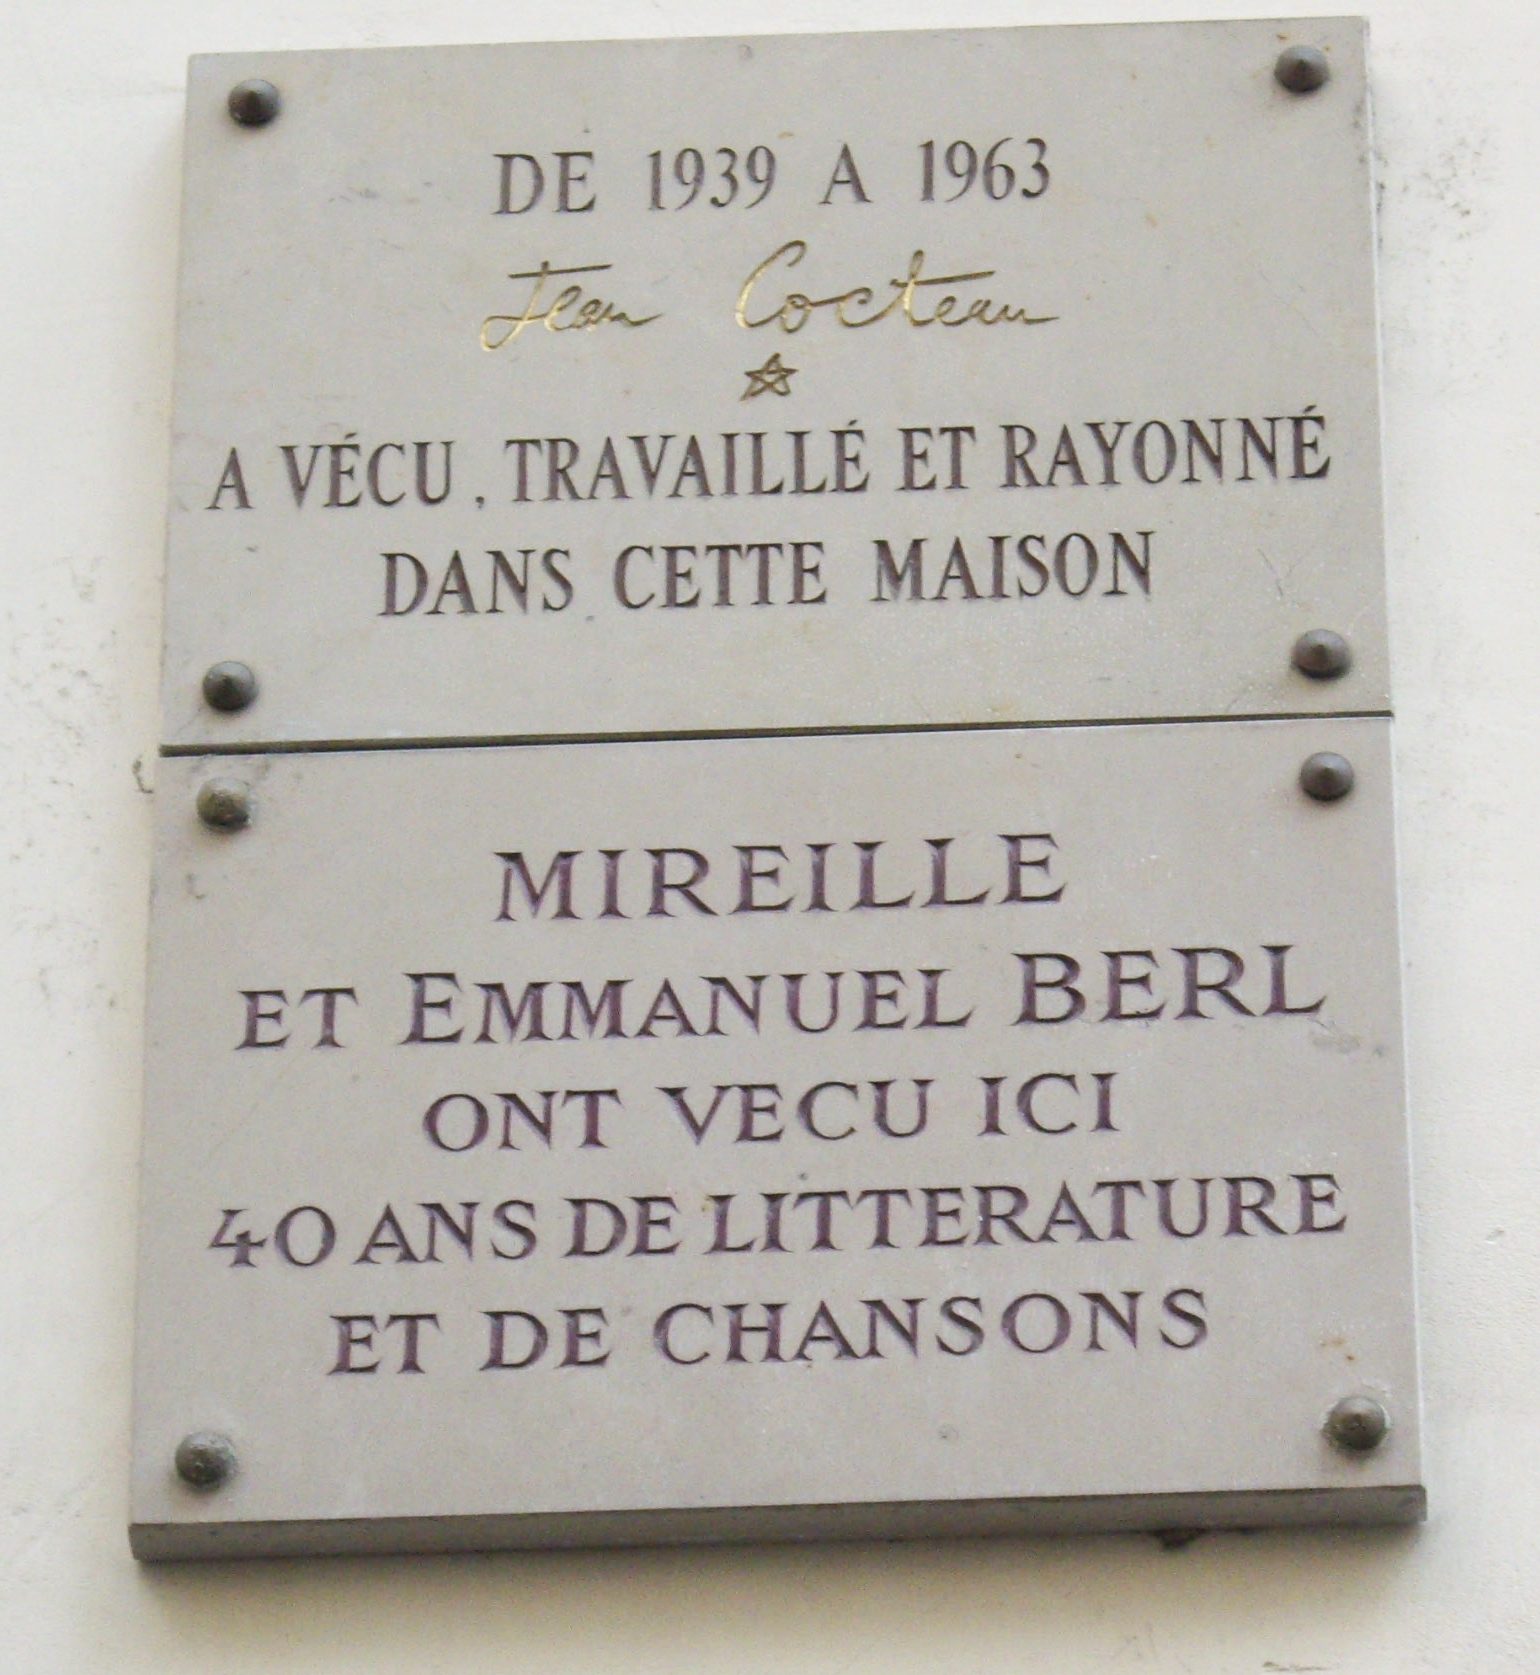 DE 1939 A 1963
Jean Cocteau
A VÉCU, TRAVAILLÉ ET RAYONNÉ
DANS CETTE MAISON
MIREILLE
ET EMMANUEL BERL
ONT VECU ICI
40 ANS DE LITTERATURE
ET DE CHANSONS